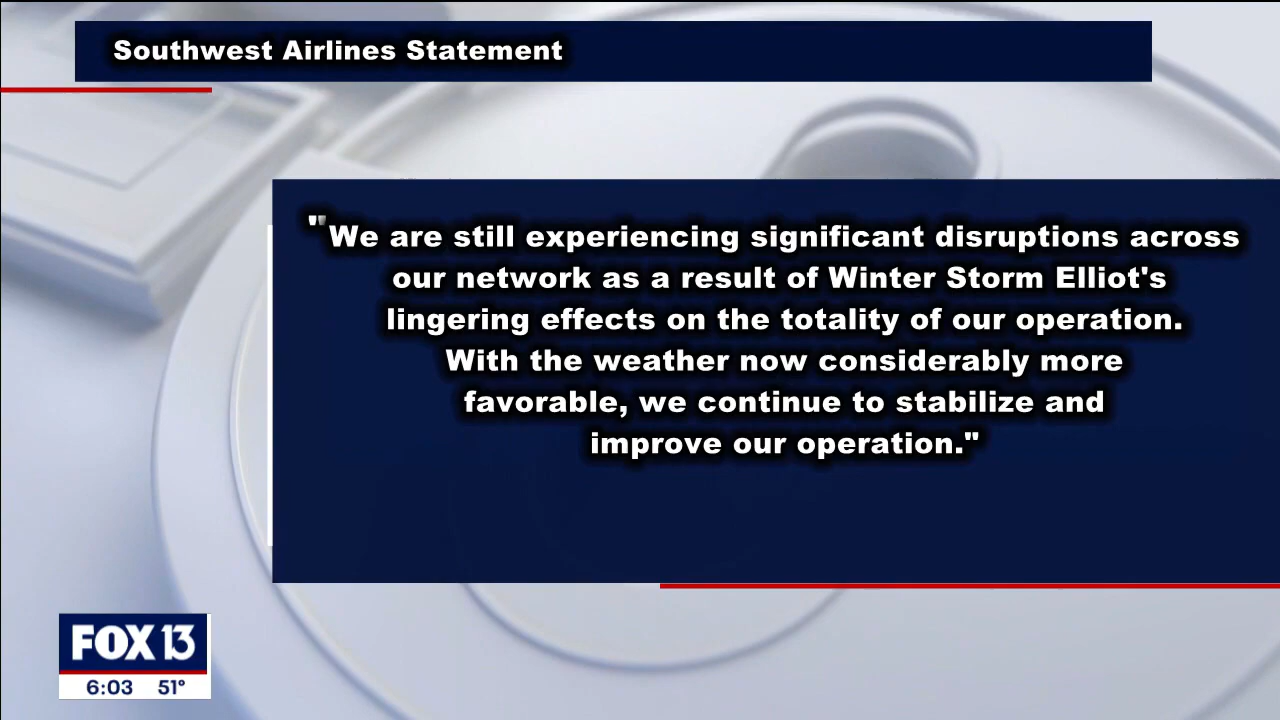 Southwest Airlines Statement
"We are still experiencing significant disruptions across
our network as a result of Winter Storm Elliot's
lingering effects on the totality of our operation.
With the weather now considerably more
favorable, we continue to stabilize and
improve our operation."
FOX 13
6:03 51°